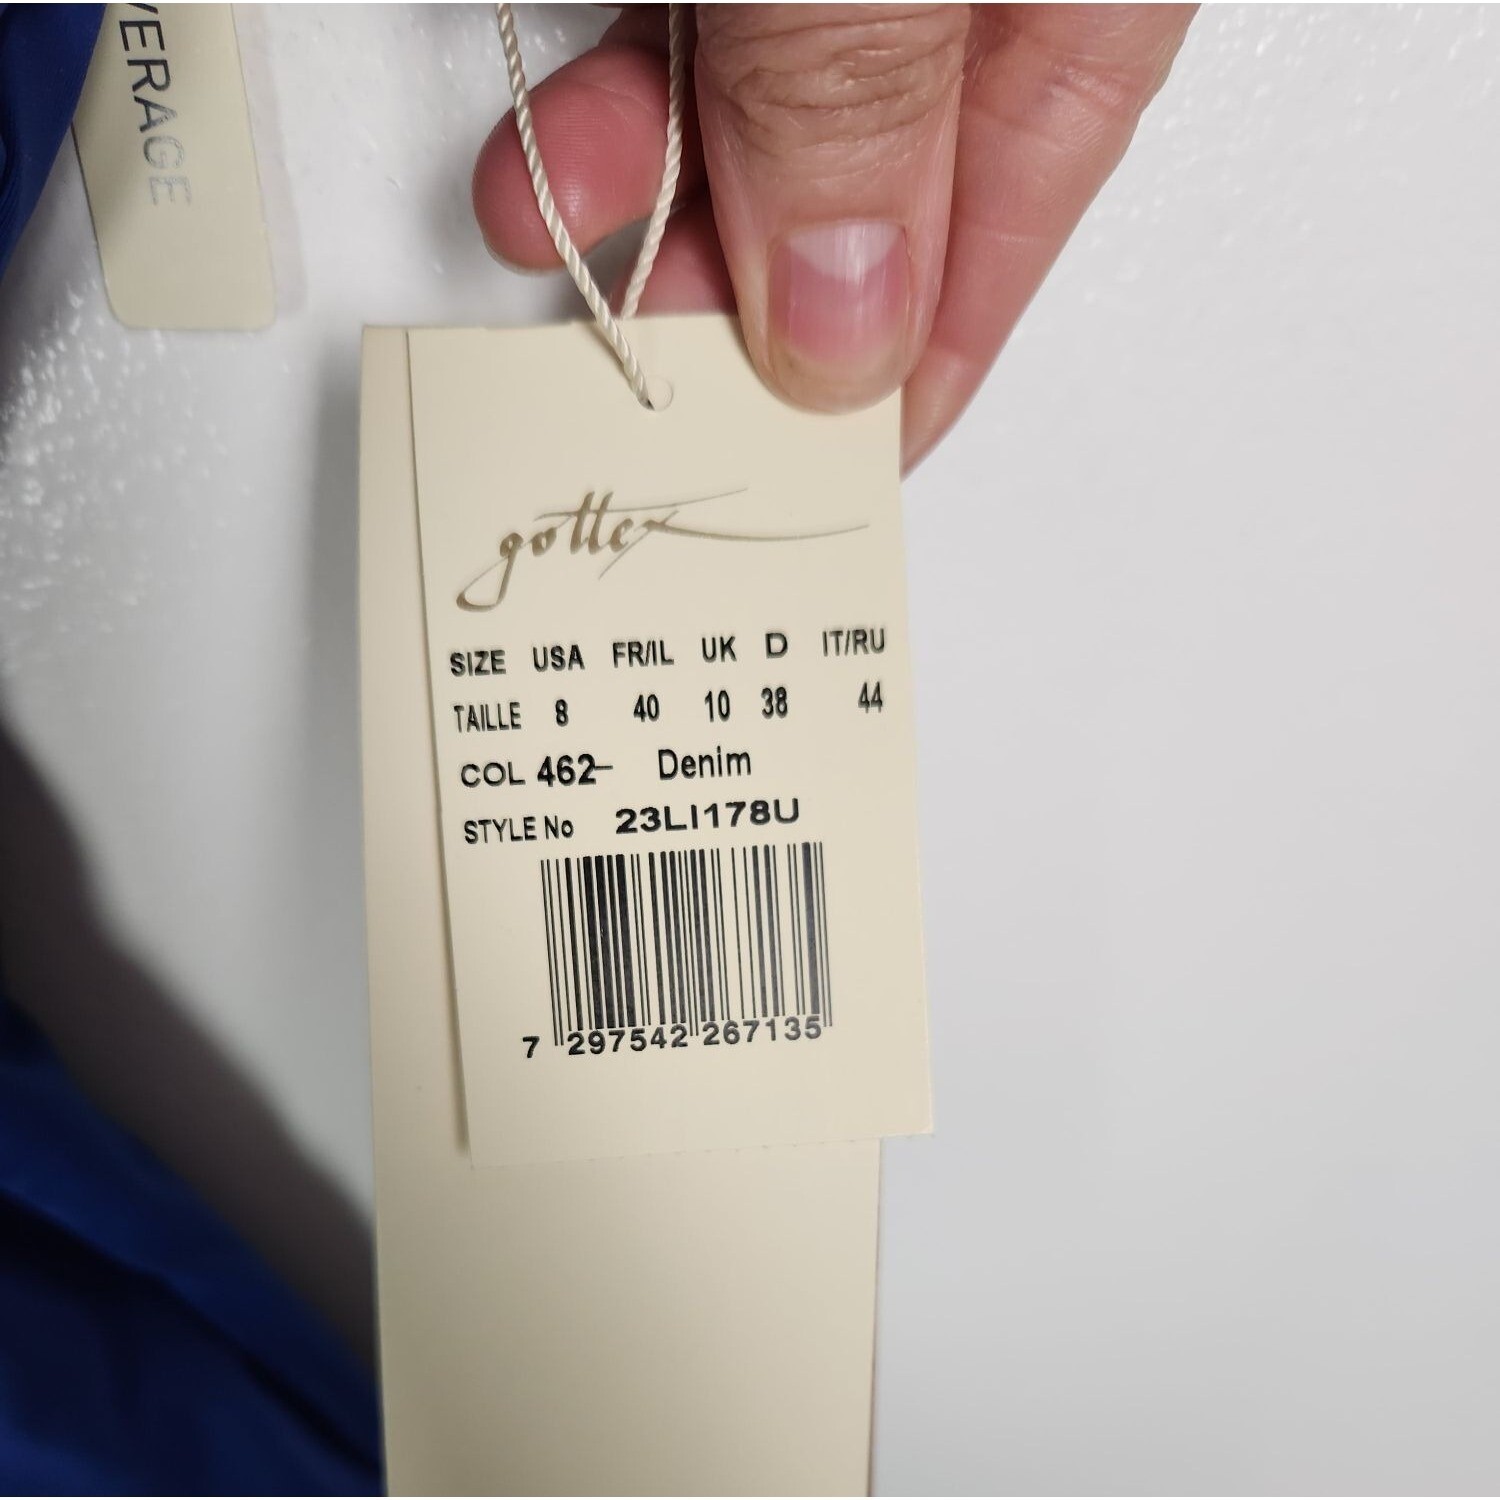 VERAGE
gottex
SIZE USA FR/IL UK D IT/RU
TAILLE 8 40 10 38 44
COL 462- Denim
STYLE No 23LI178U
7 297542 267135